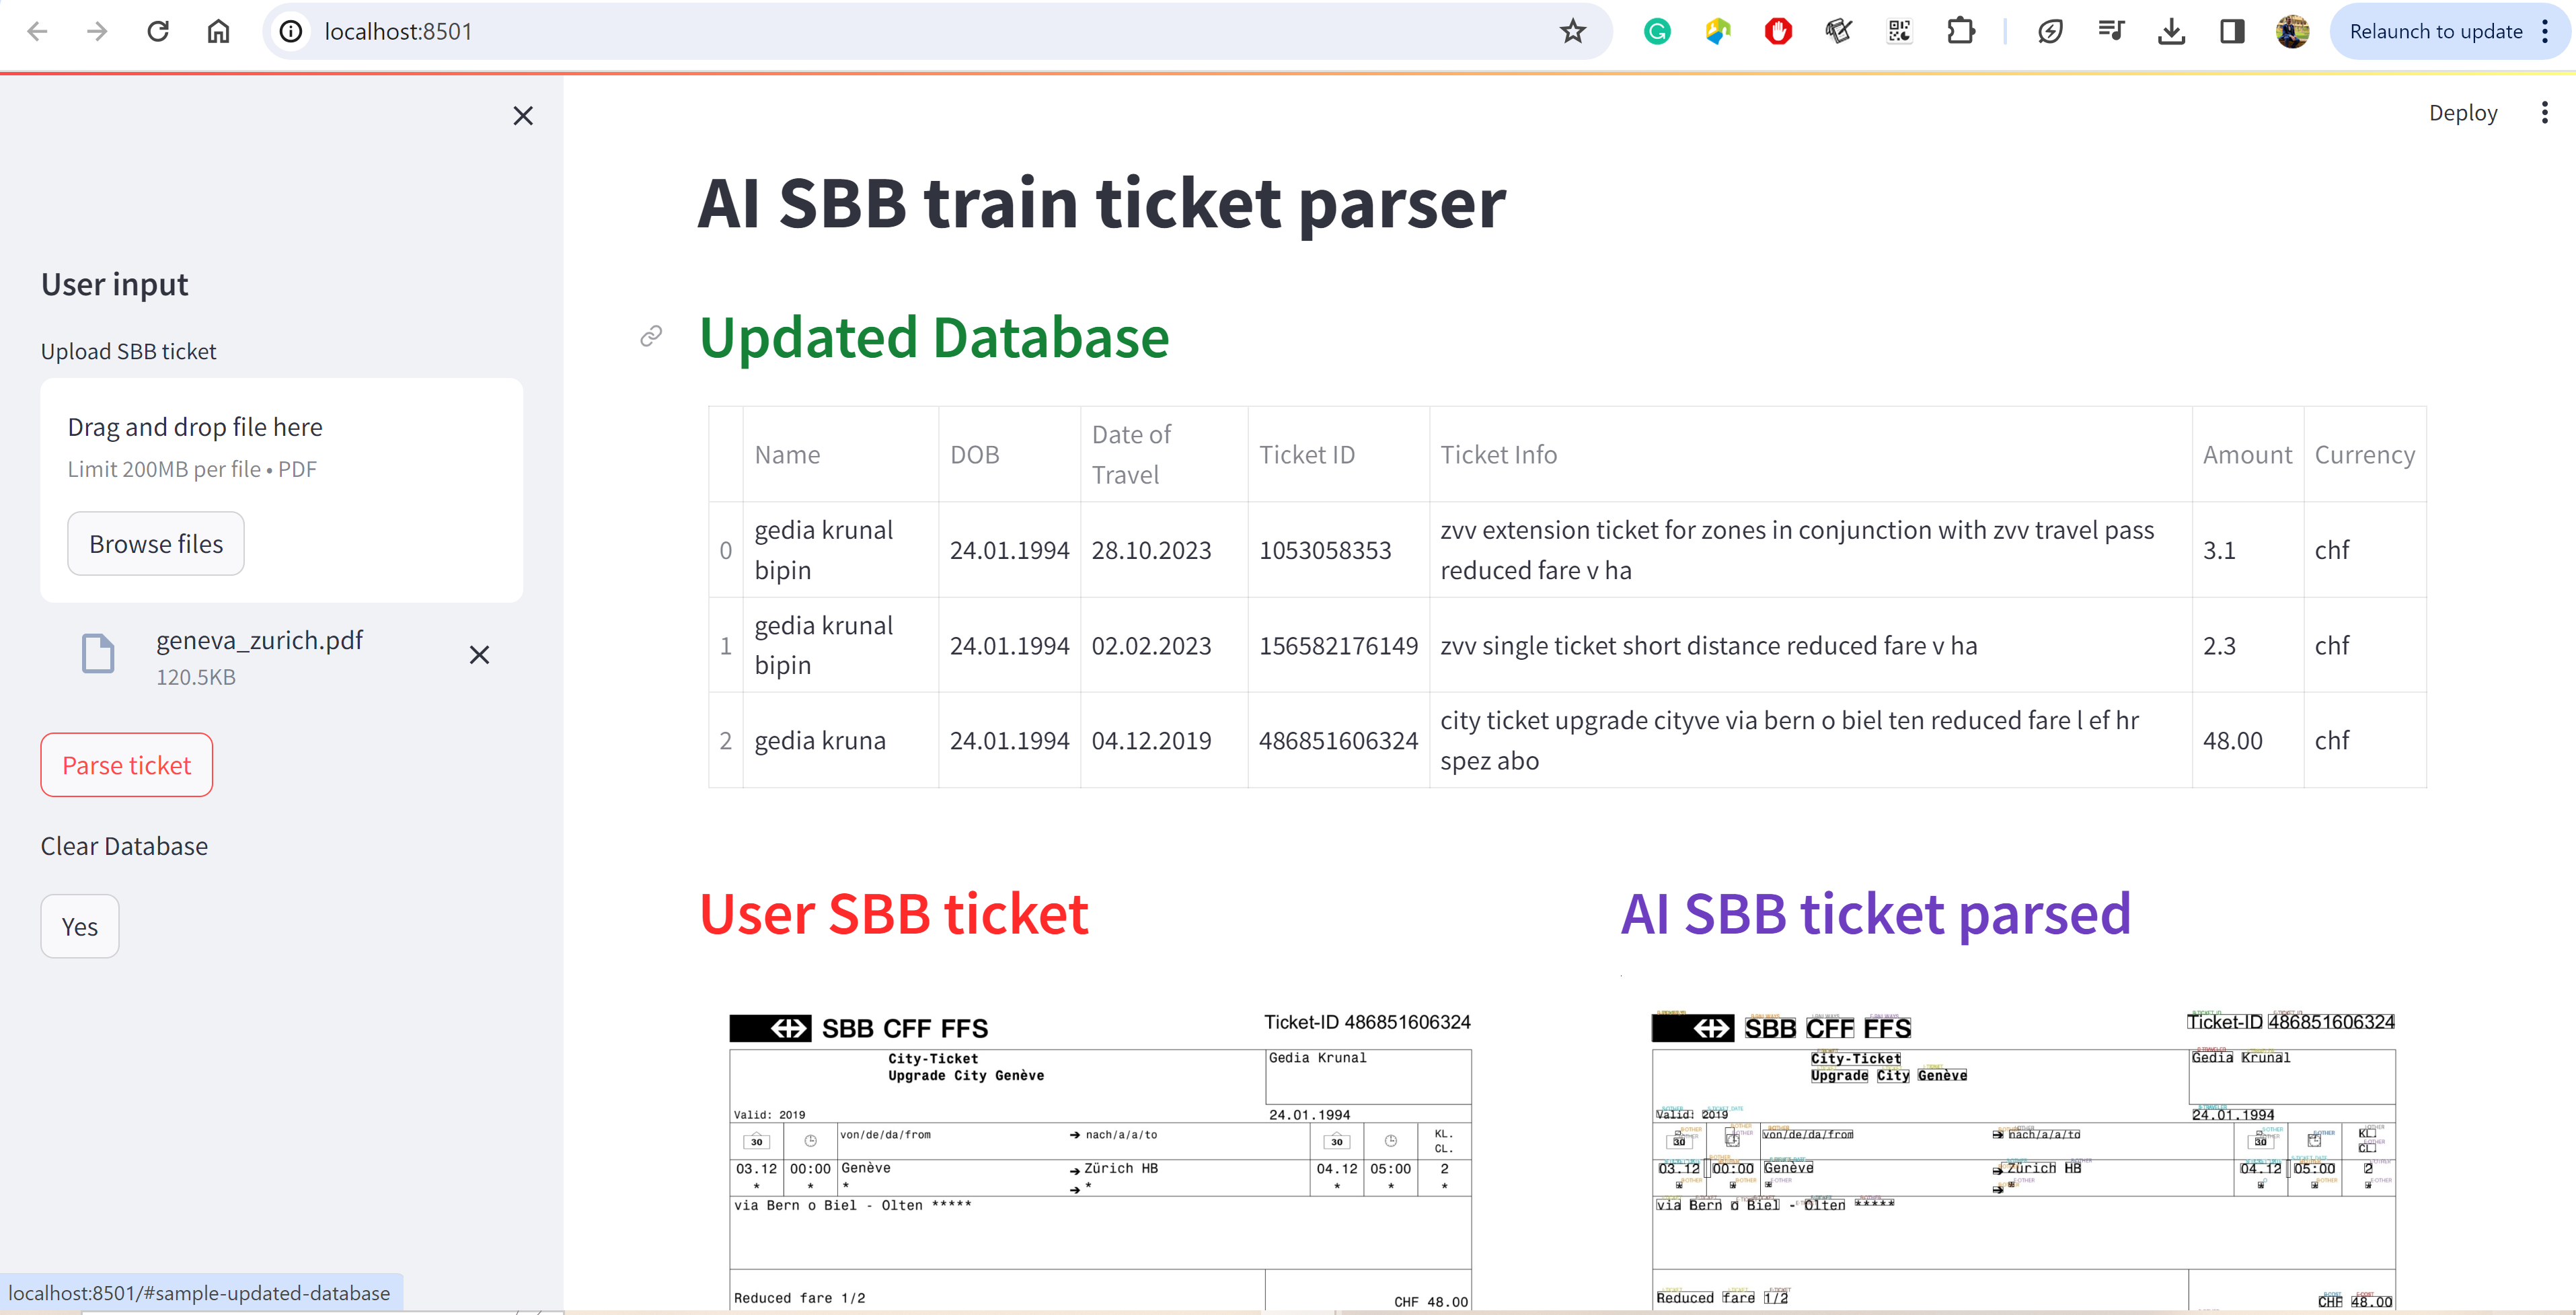 localhost:8501
Relaunch to update
Deploy
AI SBB train ticket parser
User input
Upload SBB ticket
Drag and drop file here
Limit 200MB per file • PDF
Browse files
geneva_zurich.pdf
120.5KB
Parse ticket
Clear Database
Yes
Updated Database
Name DOB Date of Travel Ticket ID Ticket Info Amount Currency
0 gedia krunal bipin 24.01.1994 28.10.2023 1053058353 zvv extension ticket for zones in conjunction with zvv travel pass reduced fare v ha 3.1 chf
1 gedia krunal bipin 24.01.1994 02.02.2023 156582176149 zvv single ticket short distance reduced fare v ha 2.3 chf
2 gedia kruna 24.01.1994 04.12.2019 486851606324 city ticket upgrade cityve via bern o biel ten reduced fare l ef hr spez abo 48.00 chf
User SBB ticket
SBB CFF FFS
Ticket-ID 486851606324
City-Ticket
Upgrade City Genève
Gedia Krunal
Valid: 2019
24.01.1994
30 von/de/da/from → nach/a/a/to 30 KL.
CL.
03.12 00:00 Genève → Zürich HB 04.12 05:00 2
* * * → * * * *
via Bern o Biel - Olten *****
Reduced fare 1/2
CHF 48.00
AI SBB ticket parsed
SBB CFF FFS
Ticket-ID 486851606324
City-Ticket
Upgrade City Genève
Gedia Krunal
Valid: 2019
24.01.1994
30 von/de/da/from → nach/a/a/to 30 KL.
CL.
03.12 00:00 Genève → Zürich HB 04.12 05:00 2
* * * → * * * *
via Bern o Biel - Olten *****
Reduced fare 1/2
CHF 48.00
localhost:8501/#sample-updated-database